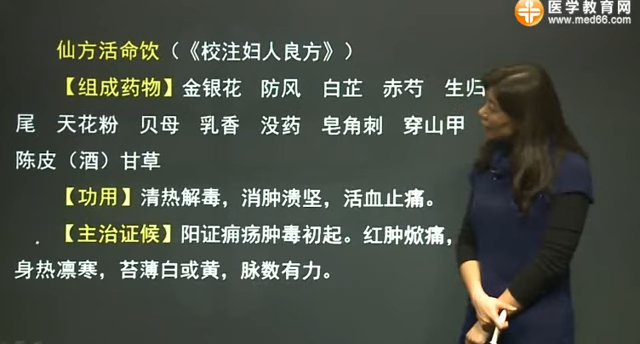 医学教育网
www.med66.com
仙方活命饮（《校注妇人良方》）
【组成药物】金银花 防风 白芷 赤芍 生归
尾 天花粉 贝母 乳香 没药 皂角刺 穿山甲
陈皮（酒）甘草
【功用】清热解毒，消肿溃坚，活血止痛。
【主治证候】阳证痈疡肿毒初起。红肿焮痛，
身热凛寒，苔薄白或黄，脉数有力。